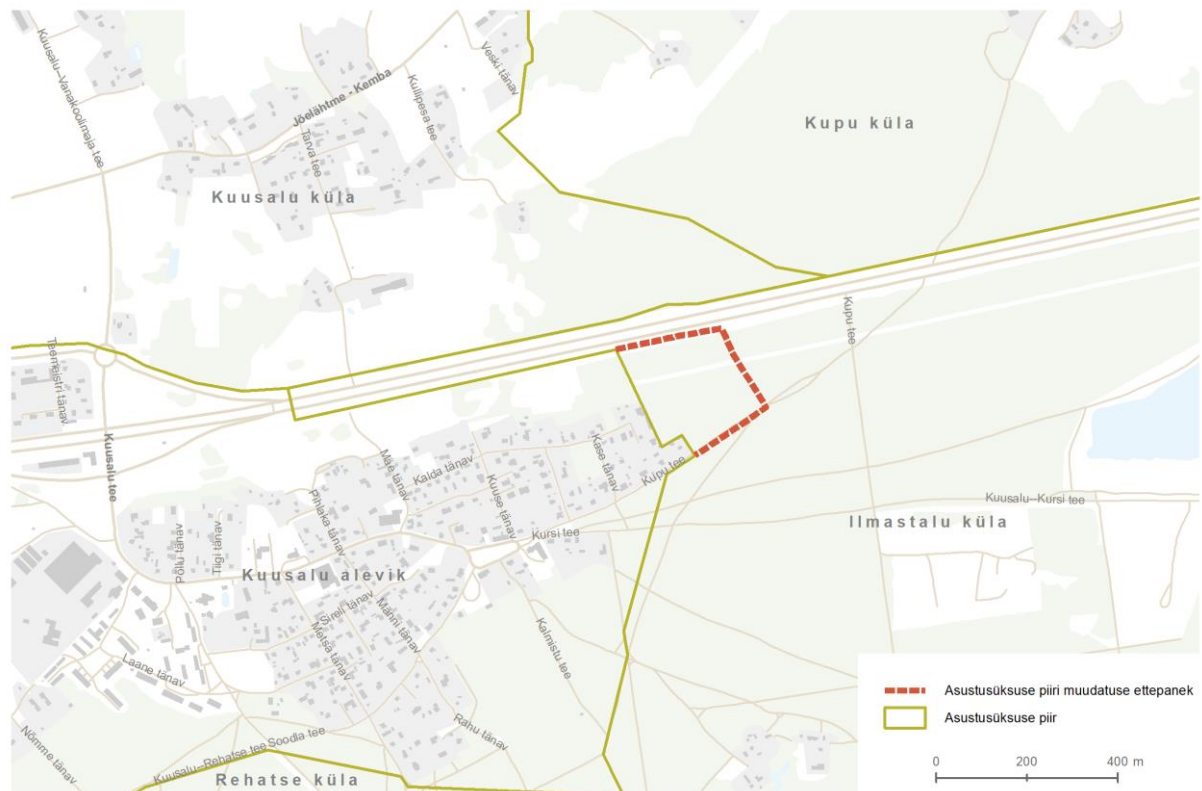 Kuusalu--Vanakoolimaja tee
Jõelähtme - Kemba
Veski tänav
Kullipesa tee
Tarva tee
Kupu küla
Kuusalu küla
Teemeistri tänav
Kuusalu tee
Kupu tee
Mäe tänav
Kalda tänav
Kase tänav
Kuuse tänav
Kupu tee
Pihlaka tänav
Põllu tänav
Tiigi tänav
Kursi tee
Kuusalu--Kursi tee
Ilmastalu küla
Kuusalu alevik
Sireli tänav
Männi tänav
Metsa tänav
Kalmistu tee
Laane tänav
Rahu tänav
Nõmme tänav
Kuusalu--Rehatse tee
Soodla tee
Rehatse küla
Asustusüksuse piiri muudatuse ettepanek
Asustusüksuse piir
0 200 400 m